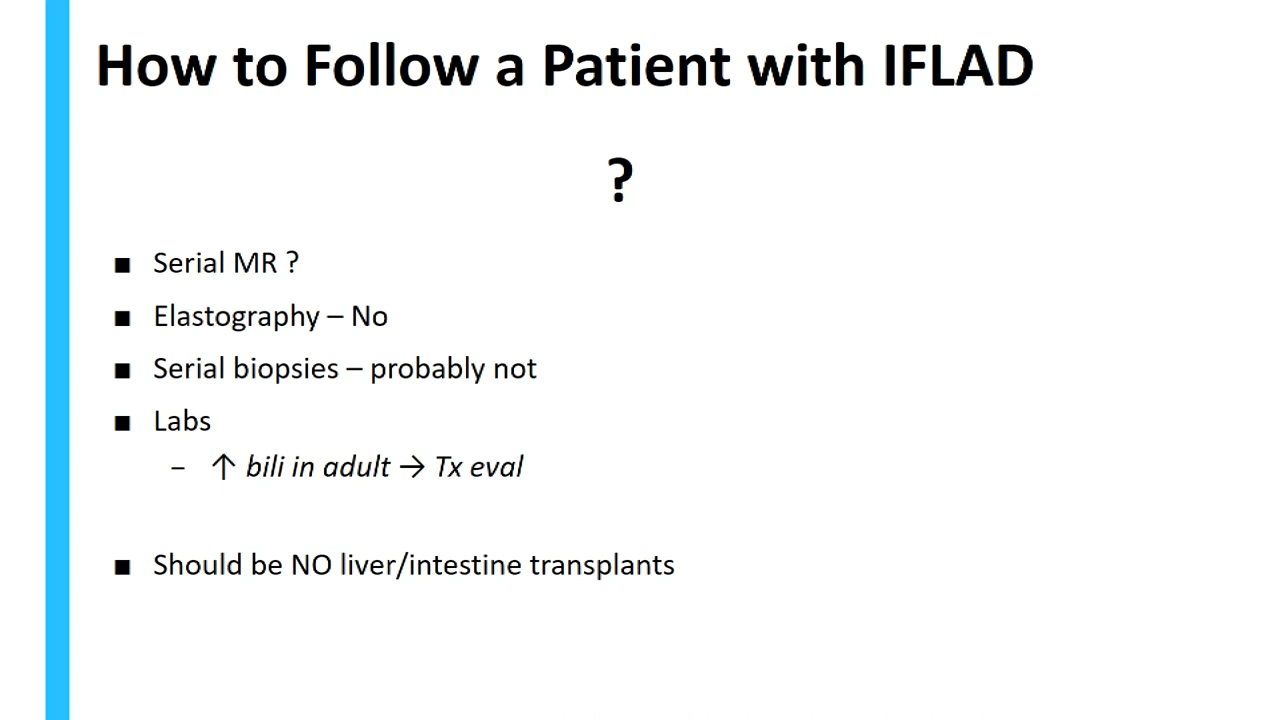 How to Follow a Patient with IFLAD
?
■ Serial MR ?
■ Elastography – No
■ Serial biopsies – probably not
■ Labs
– ↑ bili in adult → Tx eval
■ Should be NO liver/intestine transplants